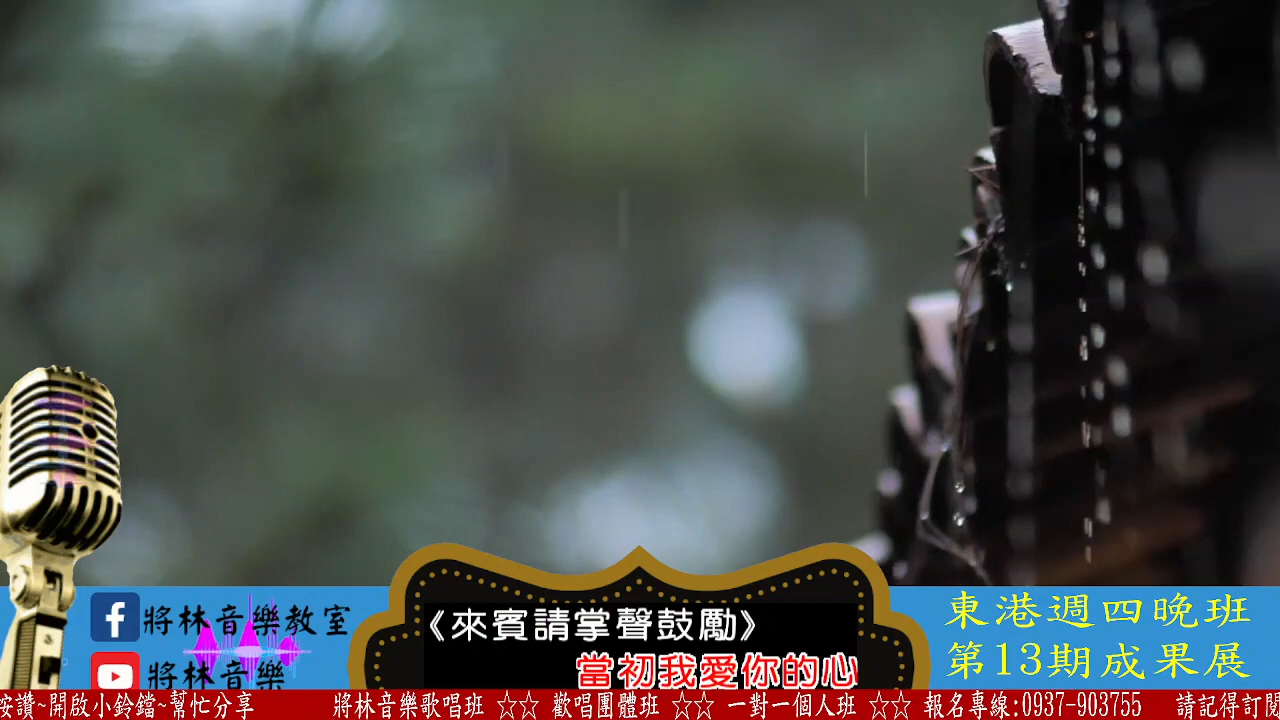 《來賓請掌聲鼓勵》
當初我愛你的心
將林音樂教室
將林音樂
東港週四晚班
第13期成果展
按讚~開啟小鈴鐺~幫忙分享 將林音樂歌唱班 ☆☆ 歡唱團體班 ☆☆ 一對一個人班 ☆☆ 報名專線:0937-903755 請記得訂閱